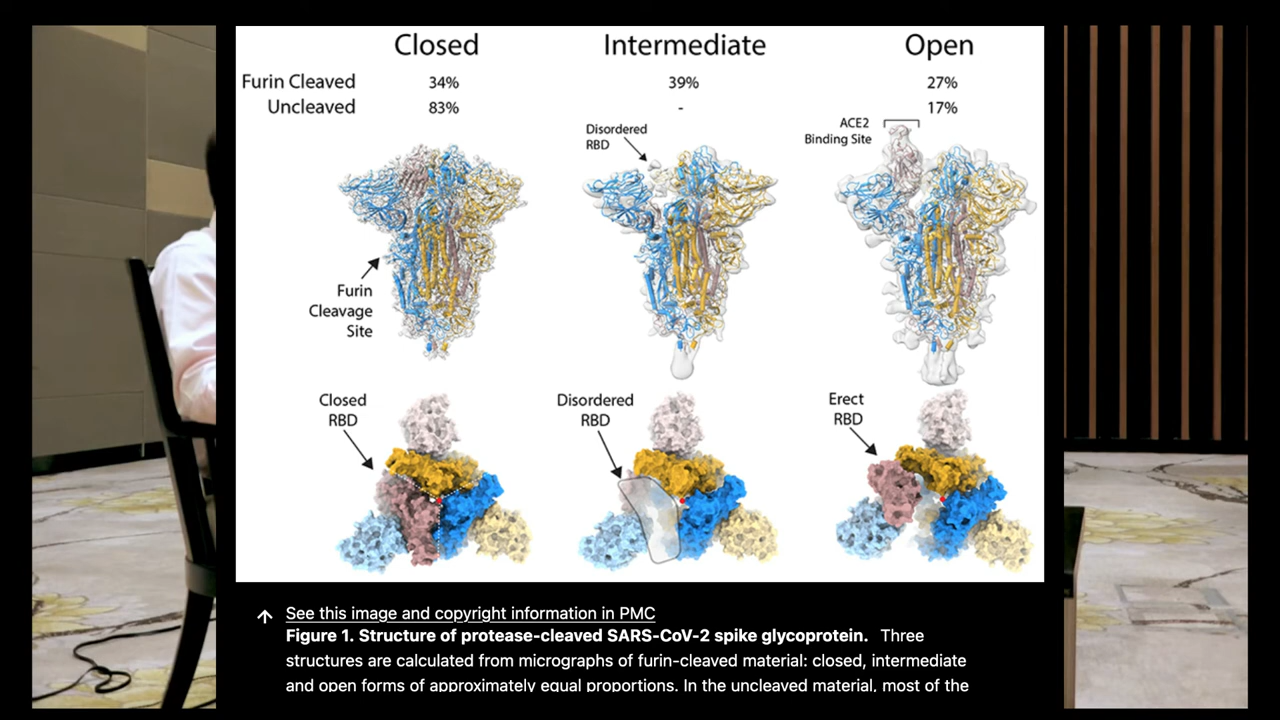 Closed Intermediate Open
Furin Cleaved 34% 39% 27%
Uncleaved 83% - 17%
Disordered
RBD
ACE2
Binding Site
Furin
Cleavage
Site
Closed
RBD
Disordered
RBD
Erect
RBD
See this image and copyright information in PMC
Figure 1. Structure of protease-cleaved SARS-CoV-2 spike glycoprotein. Three
structures are calculated from micrographs of furin-cleaved material: closed, intermediate
and open forms of approximately equal proportions. In the uncleaved material, most of the